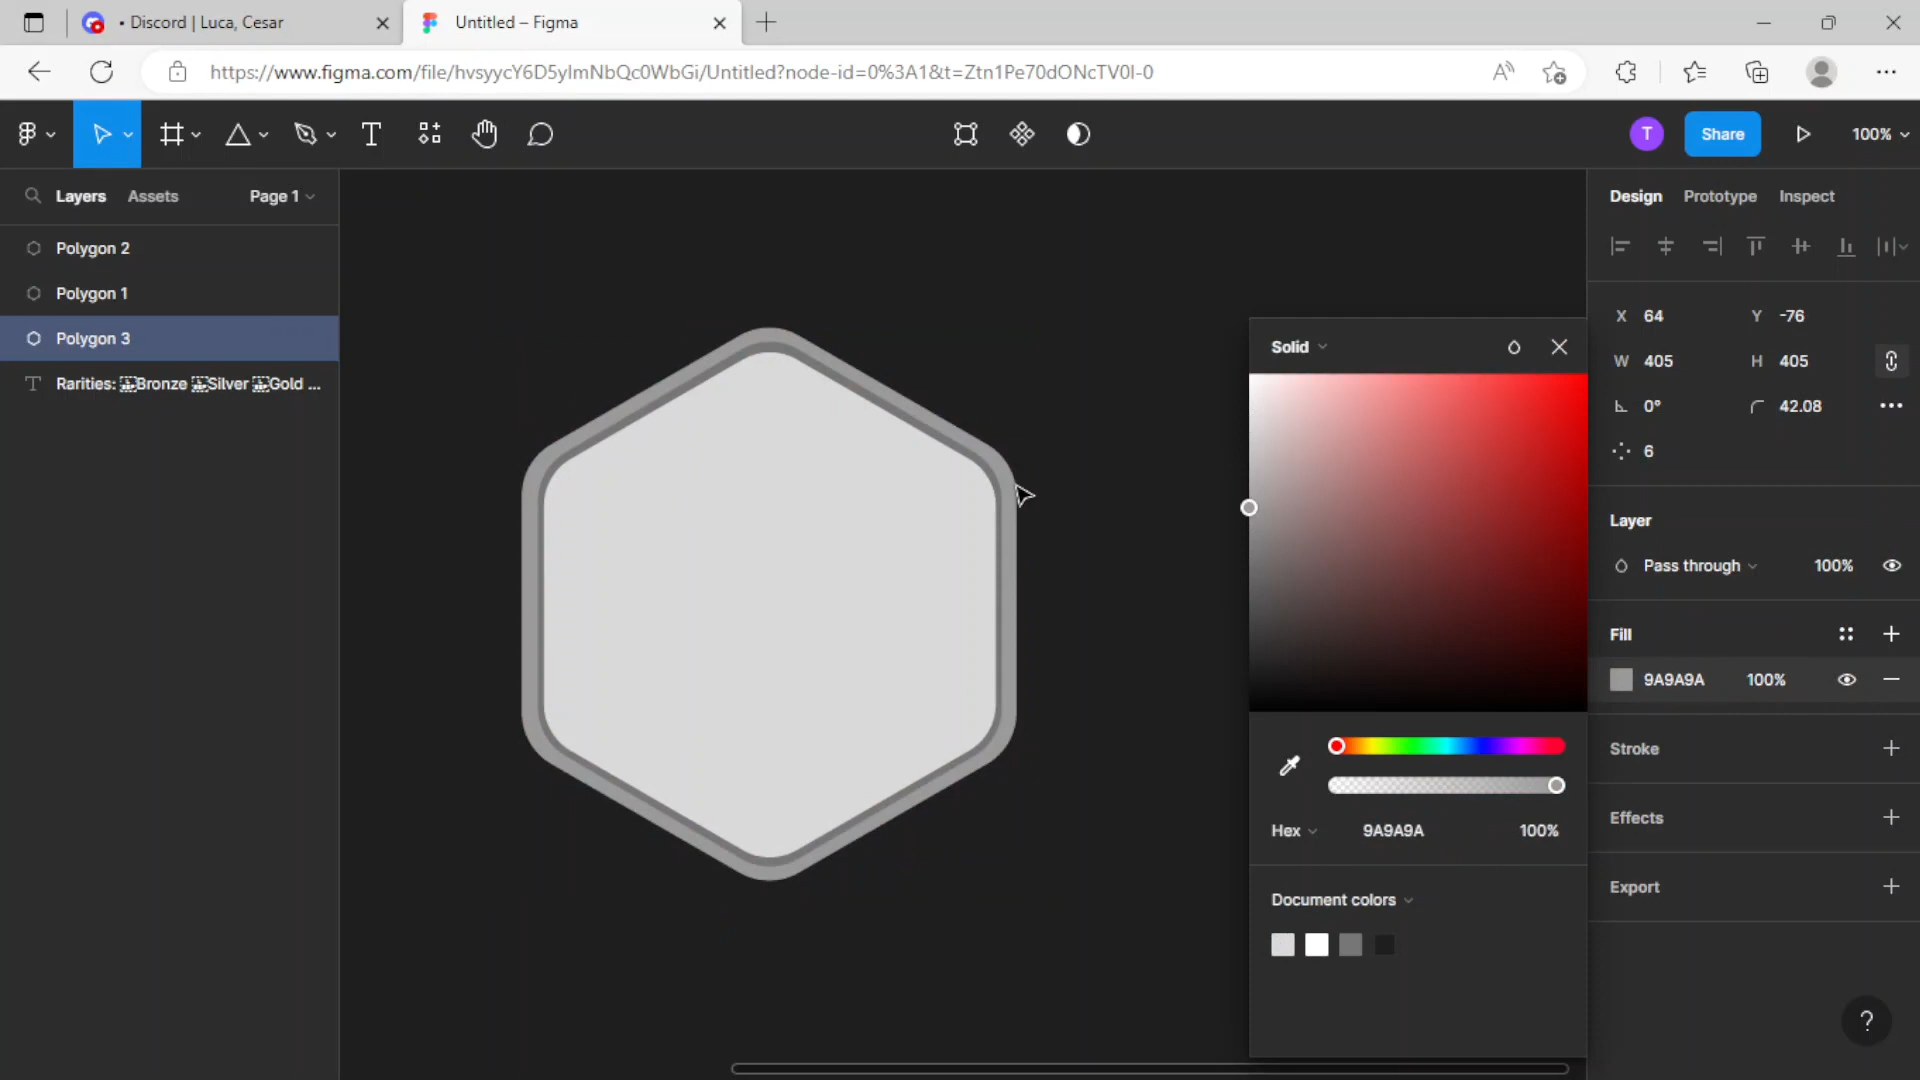 • Discord | Luca, Cesar
Untitled – Figma
https://www.figma.com/file/hvsyycY6D5ylmNbQc0WbGi/Untitled?node-id=0%3A1&t=Ztn1Pe70dONcTV0I-0
T
Share
100%
Layers
Assets
Page 1
Polygon 2
Polygon 1
Polygon 3
Rarities: Bronze Silver Gold ...
Design
Prototype
Inspect
X 64
Y -76
W 405
H 405
0°
42.08
6
Layer
Pass through
100%
Fill
9A9A9A
100%
Stroke
Effects
Export
Solid
Hex
9A9A9A
100%
Document colors
?